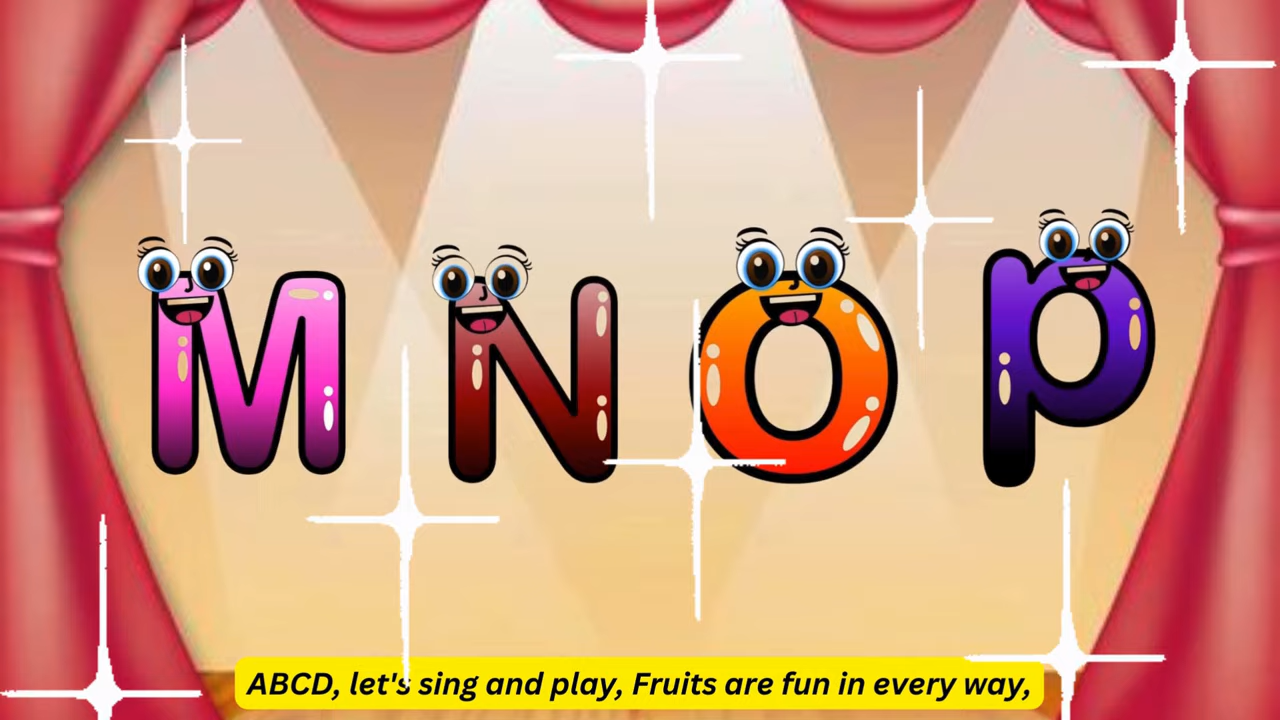 M N O P
ABCD, let's sing and play, Fruits are fun in every way,